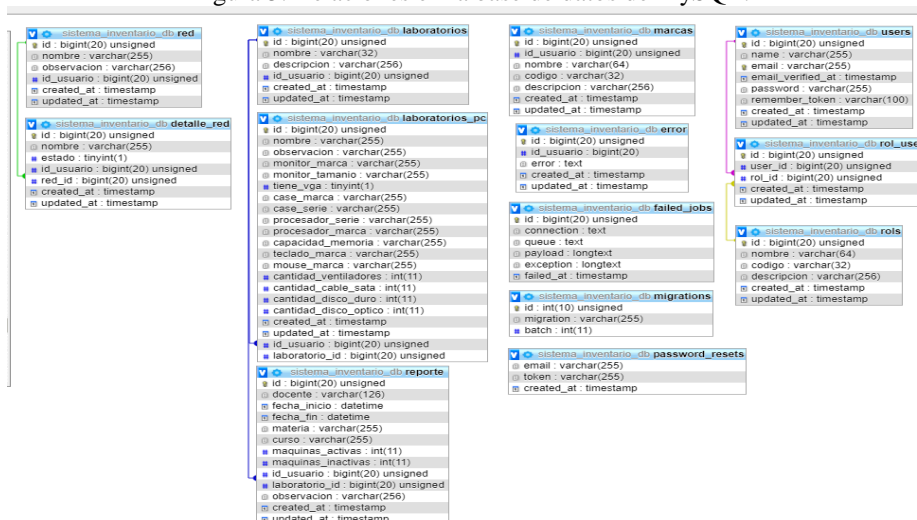 sistema_inventario_db red
id : bigint(20) unsigned
nombre : varchar(255)
observacion : varchar(256)
id_usuario : bigint(20) unsigned
created_at : timestamp
updated_at : timestamp
sistema_inventario_db detalle_red
id : bigint(20) unsigned
nombre : varchar(255)
estado : tinyint(1)
id_usuario : bigint(20) unsigned
red_id : bigint(20) unsigned
created_at : timestamp
updated_at : timestamp
sistema_inventario_db laboratorios
id : bigint(20) unsigned
nombre : varchar(32)
descripcion : varchar(256)
id_usuario : bigint(20) unsigned
created_at : timestamp
updated_at : timestamp
sistema_inventario_db laboratorios_pc
id : bigint(20) unsigned
nombre : varchar(255)
observacion : varchar(255)
monitor_marca : varchar(255)
monitor_tamanio : varchar(255)
tiene_vga : tinyint(1)
case_marca : varchar(255)
case_serie : varchar(255)
procesador_serie : varchar(255)
procesador_marca : varchar(255)
capacidad_memoria : varchar(255)
teclado_marca : varchar(255)
mouse_marca : varchar(255)
cantidad_ventiladores : int(11)
cantidad_cable_sata : int(11)
cantidad_disco_duro : int(11)
cantidad_disco_optico : int(11)
created_at : timestamp
updated_at : timestamp
id_usuario : bigint(20) unsigned
laboratorio_id : bigint(20) unsigned
sistema_inventario_db reporte
id : bigint(20) unsigned
docente : varchar(126)
fecha_inicio : datetime
fecha_fin : datetime
materia : varchar(255)
curso : varchar(255)
maquinas_activas : int(11)
maquinas_inactivas : int(11)
id_usuario : bigint(20) unsigned
laboratorio_id : bigint(20) unsigned
observacion : varchar(256)
created_at : timestamp
updated_at : timestamp
sistema_inventario_db marcas
id : bigint(20) unsigned
id_usuario : bigint(20) unsigned
nombre : varchar(64)
codigo : varchar(32)
descripcion : varchar(256)
created_at : timestamp
updated_at : timestamp
sistema_inventario_db error
id : bigint(20) unsigned
id_usuario : bigint(20)
error : text
created_at : timestamp
updated_at : timestamp
sistema_inventario_db failed_jobs
id : bigint(20) unsigned
connection : text
queue : text
payload : longtext
exception : longtext
failed_at : timestamp
sistema_inventario_db migrations
id : int(10) unsigned
migration : varchar(255)
batch : int(11)
sistema_inventario_db password_resets
email : varchar(255)
token : varchar(255)
created_at : timestamp
sistema_inventario_db users
id : bigint(20) unsigned
name : varchar(255)
email : varchar(255)
email_verified_at : timestamp
password : varchar(255)
remember_token : varchar(100)
created_at : timestamp
updated_at : timestamp
sistema_inventario_db rol_use
id : bigint(20) unsigned
user_id : bigint(20) unsigned
rol_id : bigint(20) unsigned
created_at : timestamp
updated_at : timestamp
sistema_inventario_db rols
id : bigint(20) unsigned
nombre : varchar(64)
codigo : varchar(32)
descripcion : varchar(256)
created_at : timestamp
updated_at : timestamp